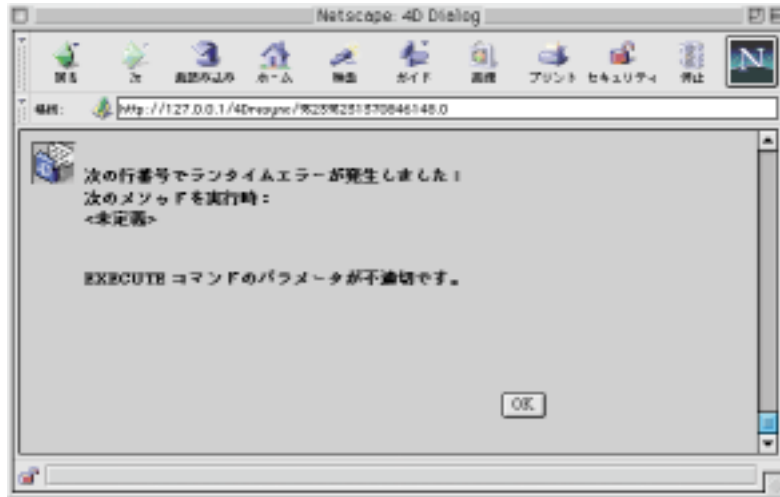 Netscape: 4D Dialog
戻る 次 再読み込み ホーム 検索 ガイド 画像 プリント セキュリティ 停止
N
場所: http://127.0.0.1/4Dresync/%23%231370846148.0
次の行番号でランタイムエラーが発生しました:
次のメソッドを実行時:
<未定義>
EXECUTE コマンドのパラメータが不適切です。
OK